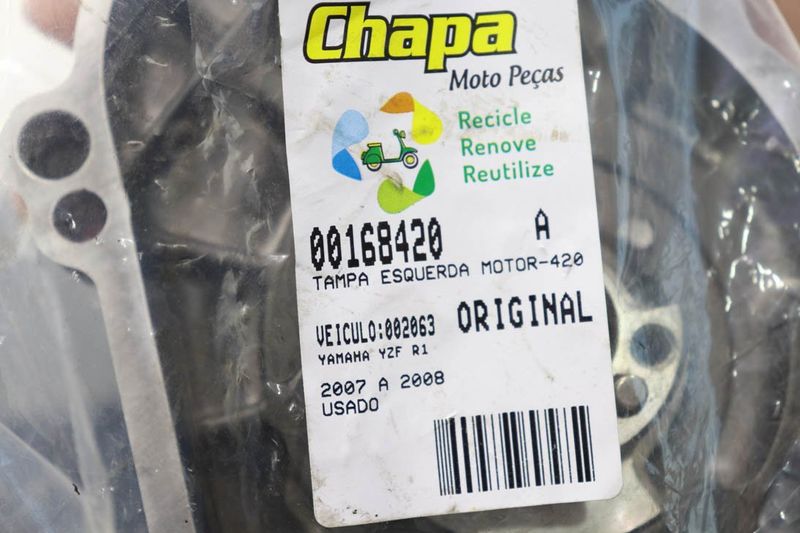 Chapa
Moto Peças
Recicle
Renove
Reutilize
00168420 A
TAMPA ESQUERDA MOTOR-420
VEICULO:002063 ORIGINAL
YAMAHA YZF R1
2007 A 2008
USADO